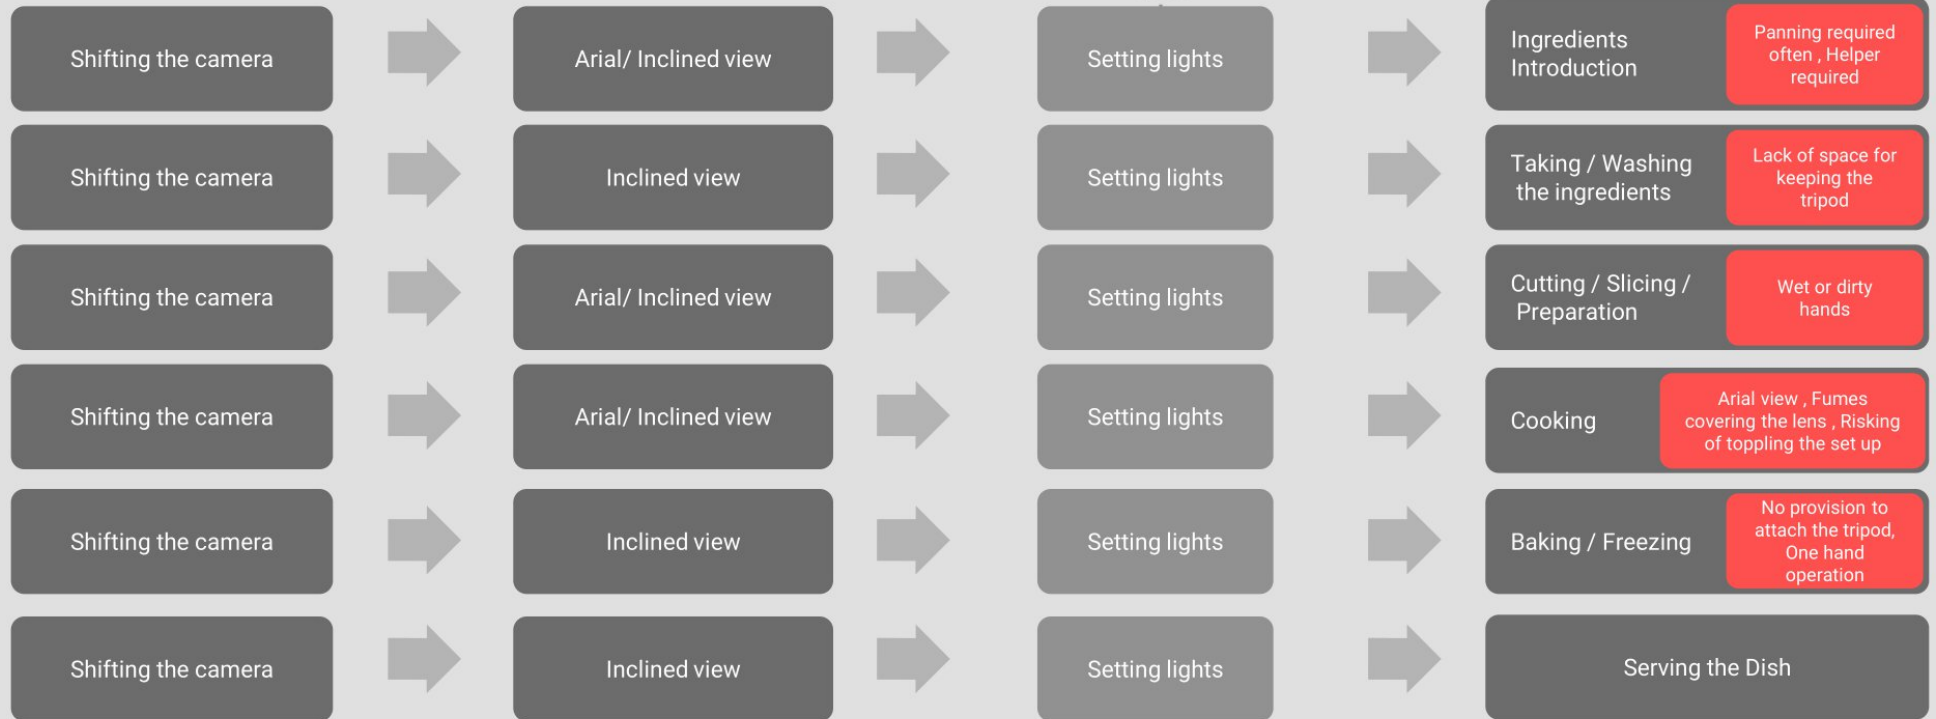 Shifting the camera
Arial/ Inclined view
Setting lights
Ingredients
Introduction
Panning required
often , Helper
required
Shifting the camera
Inclined view
Setting lights
Taking / Washing
the ingredients
Lack of space for
keeping the
tripod
Shifting the camera
Arial/ Inclined view
Setting lights
Cutting / Slicing /
Preparation
Wet or dirty
hands
Shifting the camera
Arial/ Inclined view
Setting lights
Cooking
Arial view , Fumes
covering the lens , Risking
of toppling the set up
Shifting the camera
Inclined view
Setting lights
Baking / Freezing
No provision to
attach the tripod,
One hand
operation
Shifting the camera
Inclined view
Setting lights
Serving the Dish